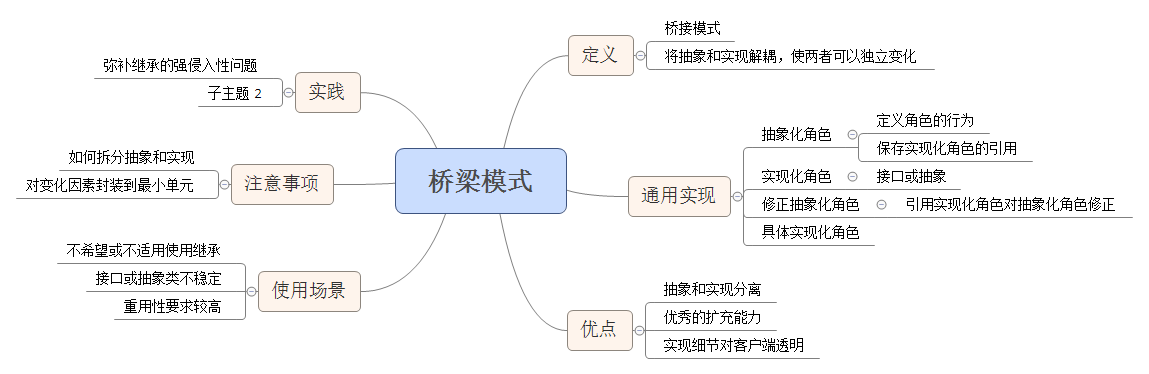 桥梁模式
定义
桥接模式
将抽象和实现解耦，使两者可以独立变化
通用实现
抽象化角色
定义角色的行为
保存实现化角色的引用
实现化角色
接口或抽象
修正抽象化角色
引用实现化角色对抽象化角色修正
具体实现化角色
优点
抽象和实现分离
优秀的扩充能力
实现细节对客户端透明
实践
弥补继承的强侵入性问题
子主题 2
注意事项
如何拆分抽象和实现
对变化因素封装到最小单元
使用场景
不希望或不适用使用继承
接口或抽象类不稳定
重用性要求较高